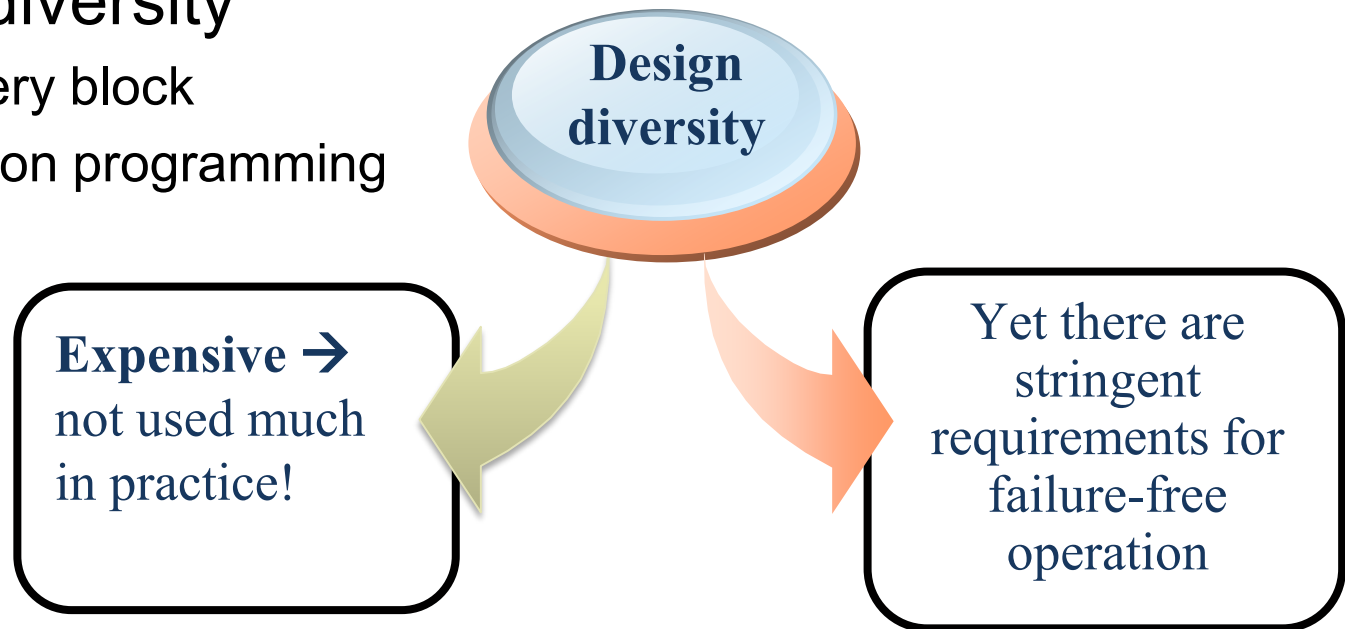 diversity
ery block
on programming
Design
diversity
Expensive →
not used much
in practice!
Yet there are
stringent
requirements for
failure-free
operation